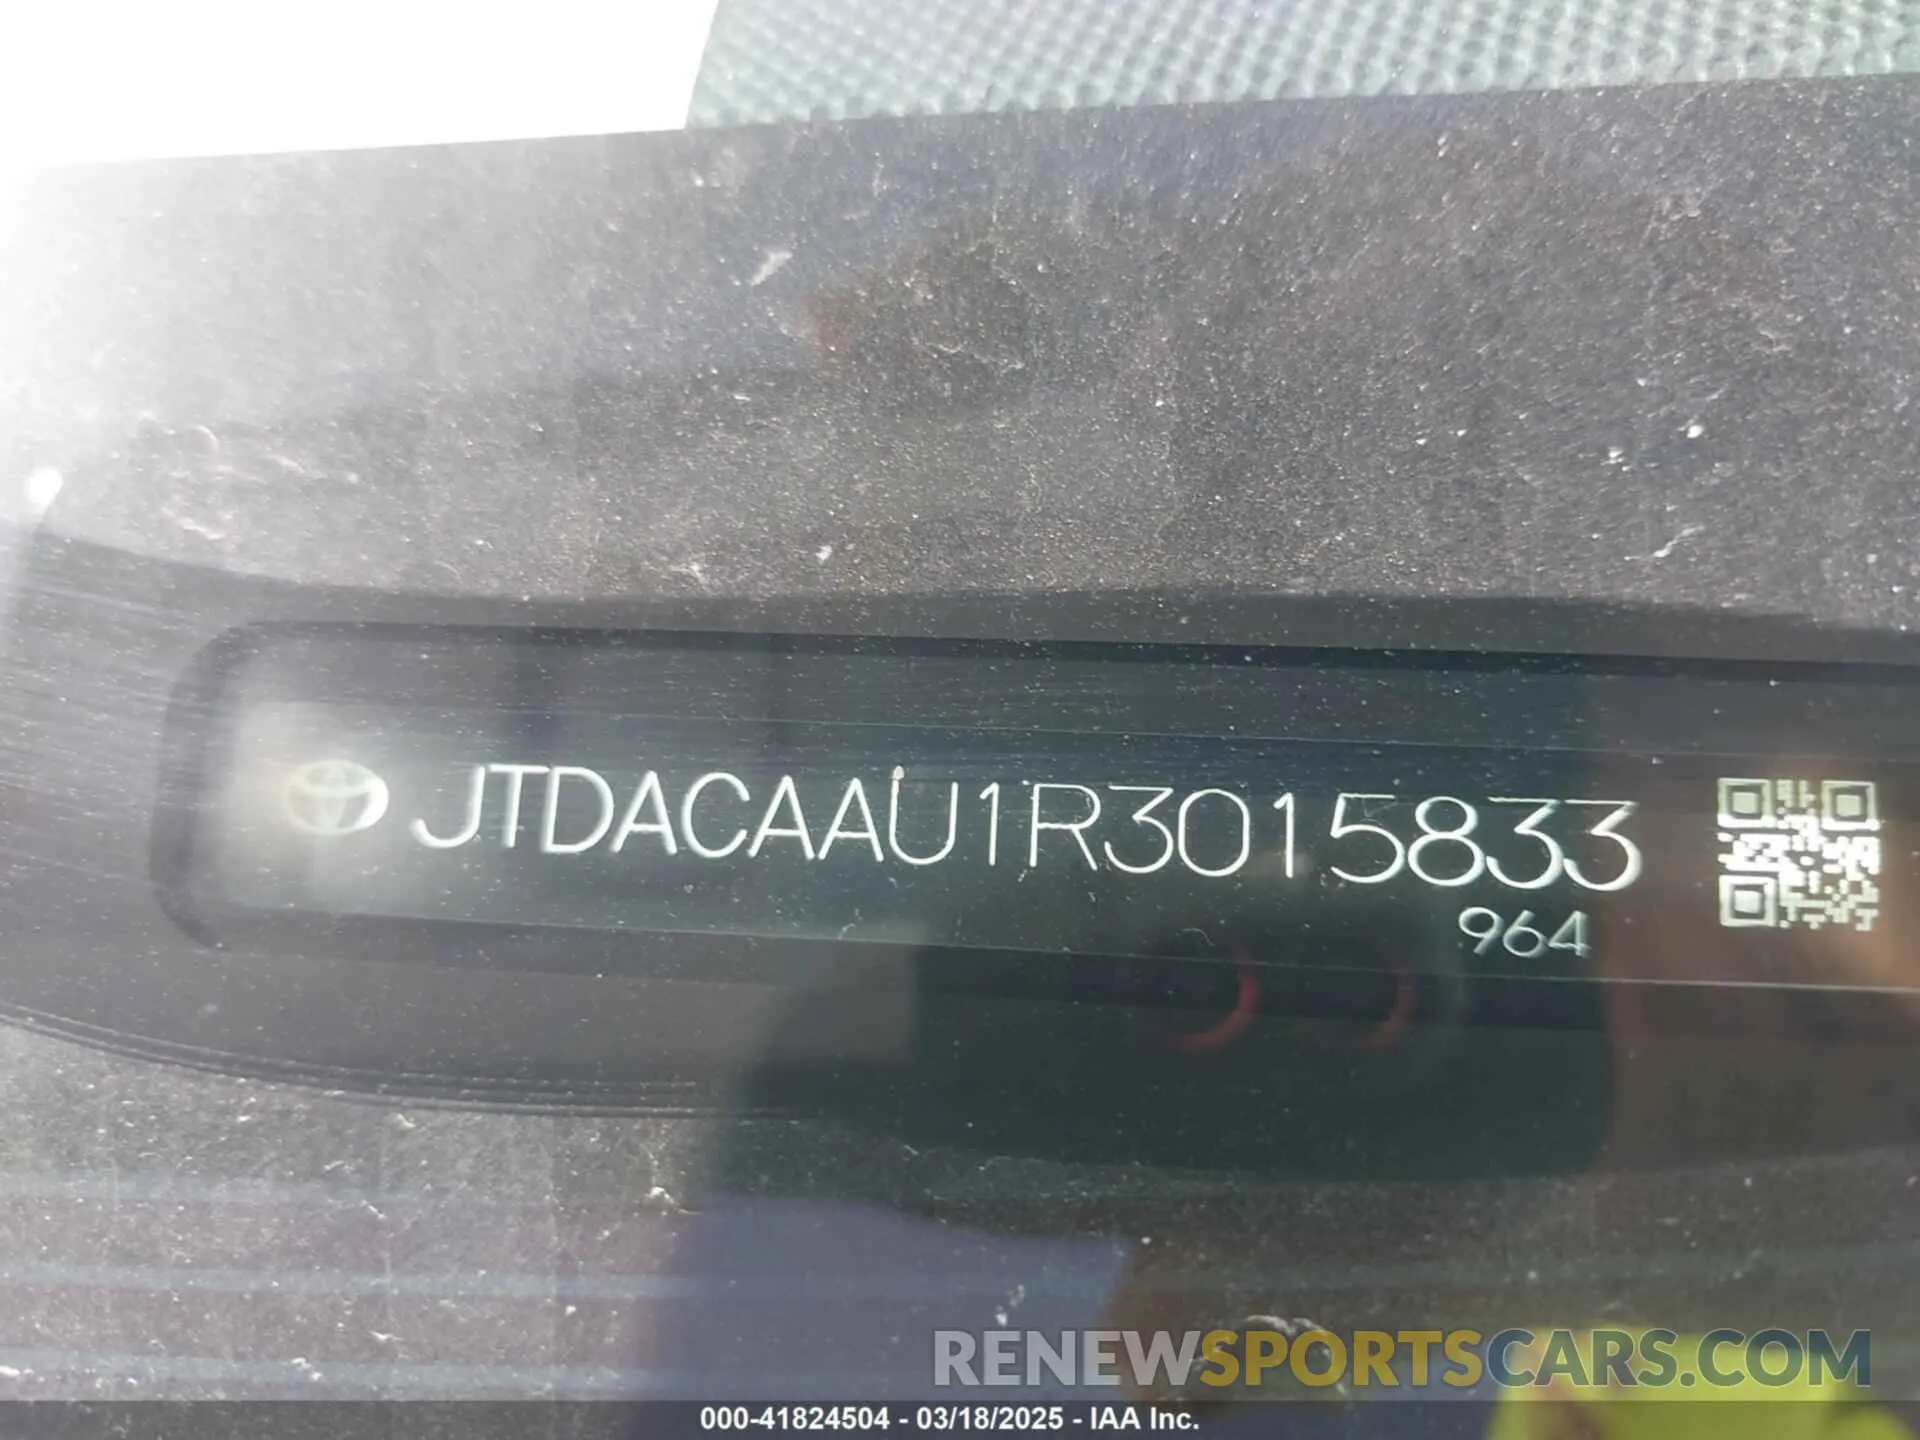 JTDACAAU1R3015833
964
RENEWSPORTSCARS.COM
000-41824504 - 03/18/2025 - IAA Inc.